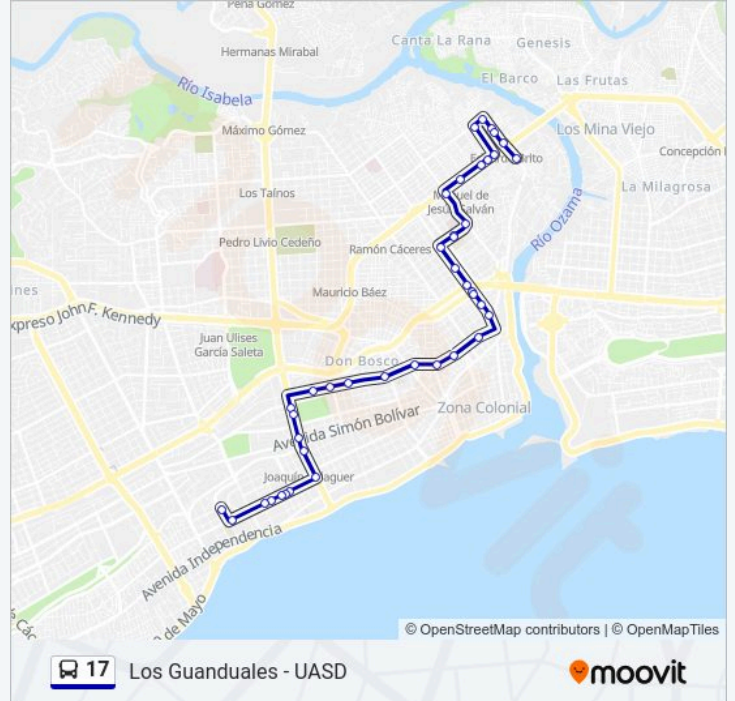 Peña Gómez
Canta La Rana
Genesis
Hermanas Mirabal
El Barco
Las Frutas
Río Isabela
Máximo Gómez
Los Mina Viejo
Concepción
La Milagrosa
Los Taínos
Jesús Galván
Río Ozama
Pedro Livio Cedeño
Ramón Cáceres
ines
Mauricio Báez
xpreso John F. Kennedy
Juan Ulises
García Saleta
Don Bosco
Zona Colonial
Avenida Simón Bolívar
Joaquín Balaguer
Avenida Independencia
de Mayo
© OpenStreetMap contributors | © OpenMapTiles
17 Los Guanduales - UASD
moovit